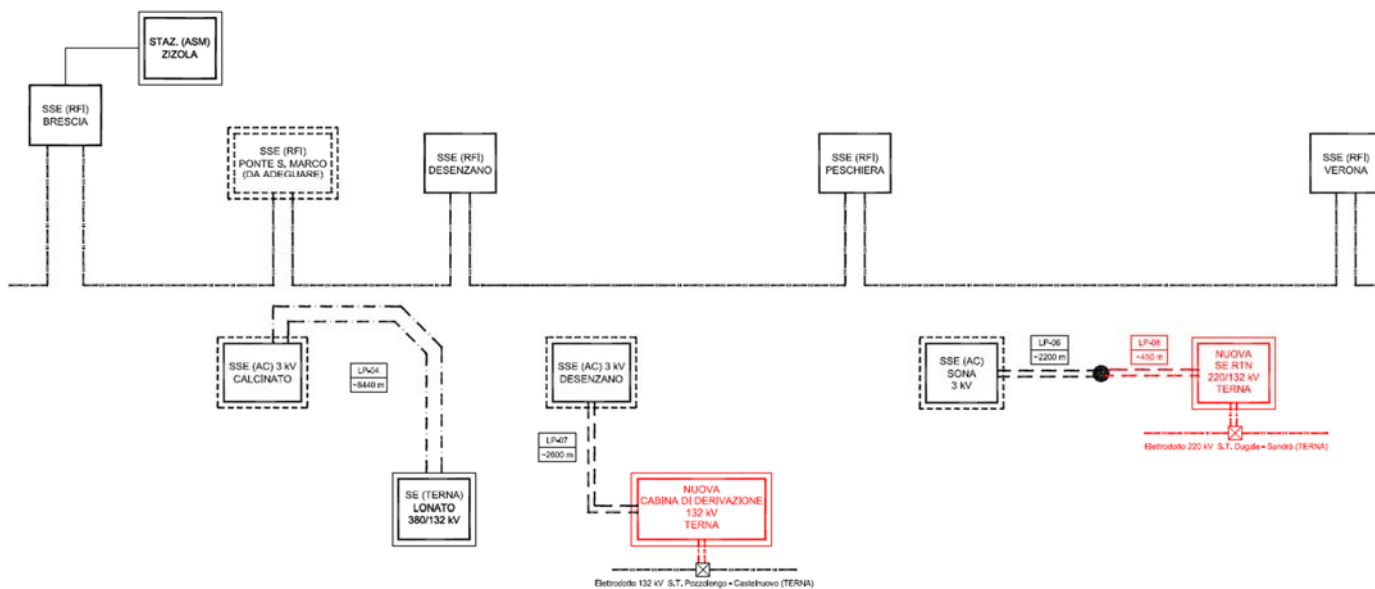 STAZ. (ASM)
ZIZOLA
SSE (RFI)
BRESCIA
SSE (RFI)
PONTE S. MARCO
(DA ADEGUARE)
SSE (RFI)
DESENZANO
SSE (RFI)
PESCHIERA
SSE (RFI)
VERONA
SSE (AC) 3 kV
CALCINATO
LP-04
~6440 m
SSE (AC) 3 kV
DESENZANO
SSE (AC)
SONA
3 kV
LP-06
~2200 m
LP-08
~450 m
NUOVA
SE RTN
220/132 kV
TERNA
Elettrodotto 220 kV S.T. Dugale - Sandrà (TERNA)
LP-07
~2600 m
SE (TERNA)
LONATO
380/132 kV
NUOVA
CABINA DI DERIVAZIONE
132 kV
TERNA
Elettrodotto 132 kV S.T. Pozzolengo - Castelnuovo (TERNA)